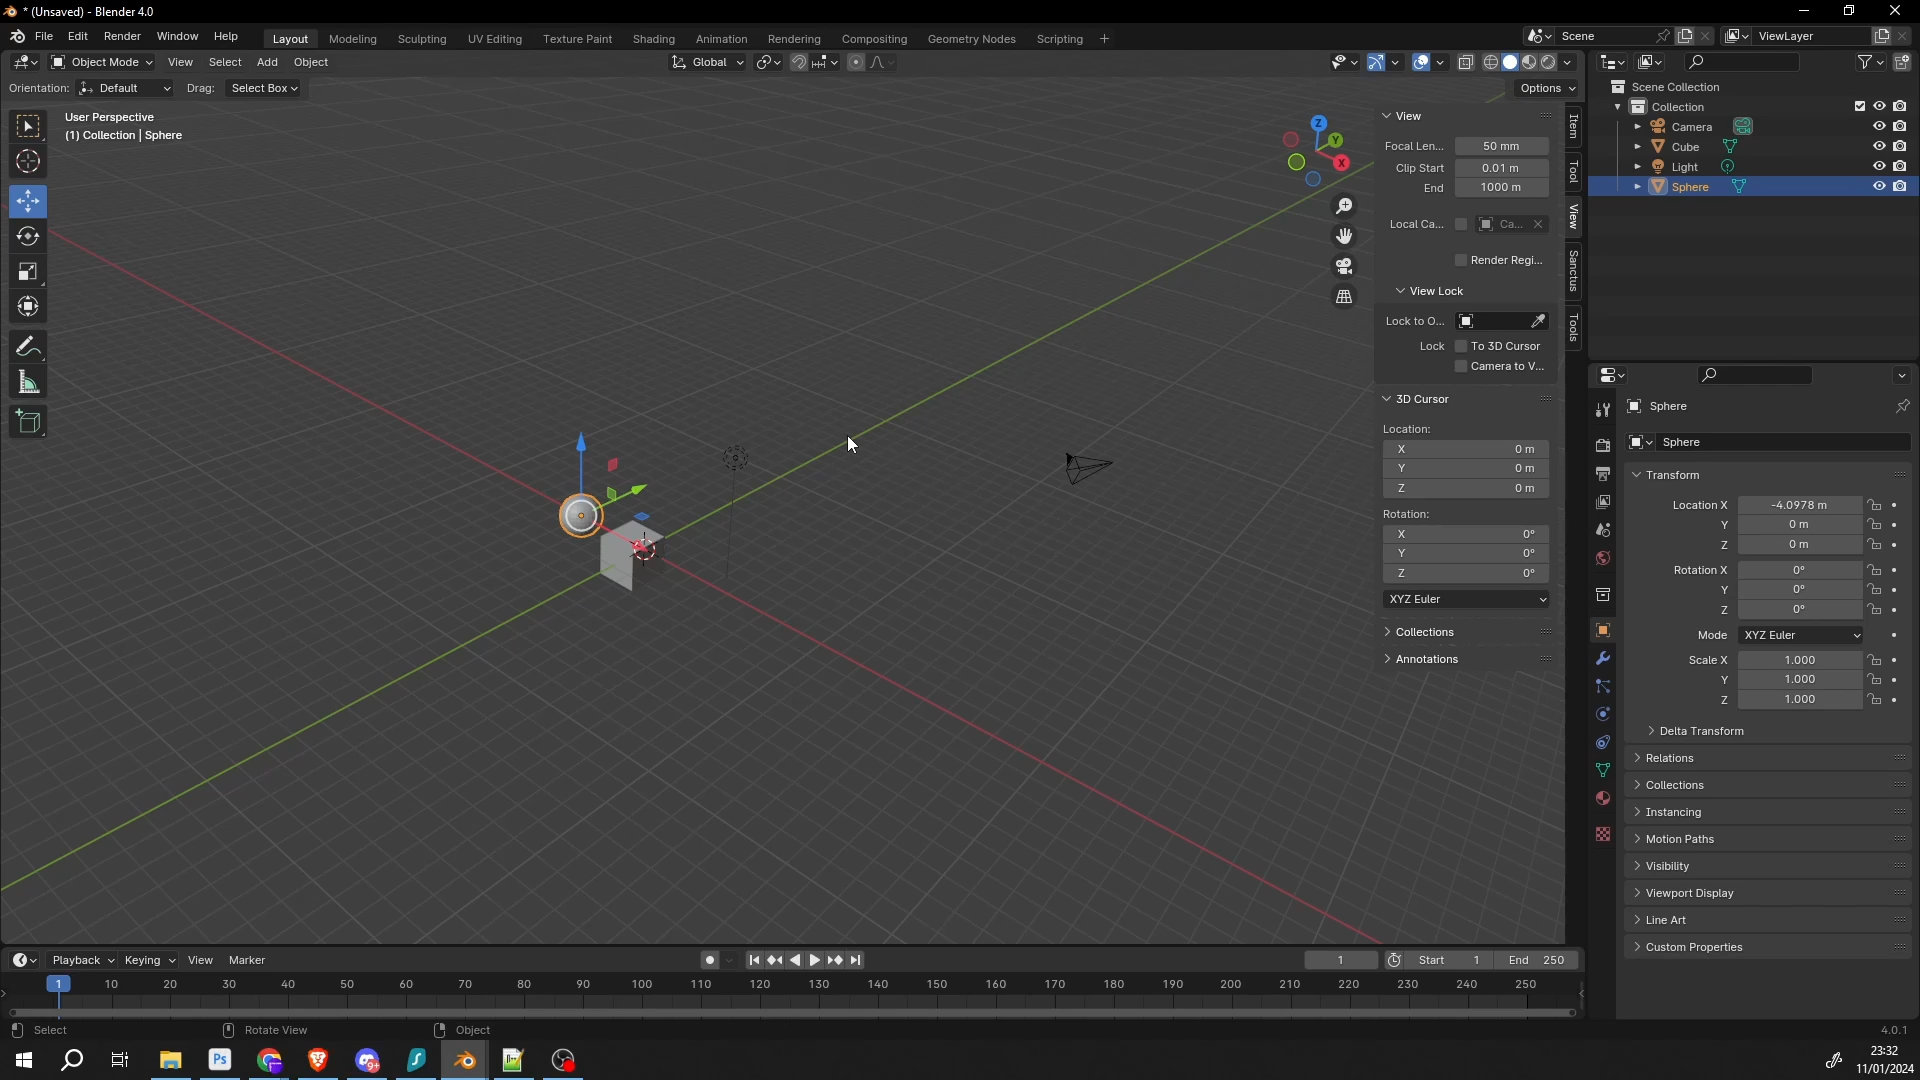 * (Unsaved) - Blender 4.0
File Edit Render Window Help Layout Modeling Sculpting UV Editing Texture Paint Shading Animation Rendering Compositing Geometry Nodes Scripting + Scene ViewLayer
Object Mode View Select Add Object Global
Orientation: Default Drag: Select Box Options
User Perspective
(1) Collection | Sphere
Z
Y
X
View
Focal Len... 50 mm
Clip Start 0.01 m
End 1000 m
Local Ca... Ca...
Render Regi...
View Lock
Lock to O...
Lock To 3D Cursor
Camera to V...
3D Cursor
Location:
X 0 m
Y 0 m
Z 0 m
Rotation:
X 0°
Y 0°
Z 0°
XYZ Euler
Collections
Annotations
Item
Tool
View
Sanctus
Tools
Scene Collection
Collection
Camera
Cube
Light
Sphere
Sphere
Sphere
Transform
Location X -4.0978 m
Y 0 m
Z 0 m
Rotation X 0°
Y 0°
Z 0°
Mode XYZ Euler
Scale X 1.000
Y 1.000
Z 1.000
Delta Transform
Relations
Collections
Instancing
Motion Paths
Visibility
Viewport Display
Line Art
Custom Properties
Playback Keying View Marker 1 Start 1 End 250
1 10 20 30 40 50 60 70 80 90 100 110 120 130 140 150 160 170 180 190 200 210 220 230 240 250
Select Rotate View Object 4.0.1
Ps 9+
23:32
11/01/2024